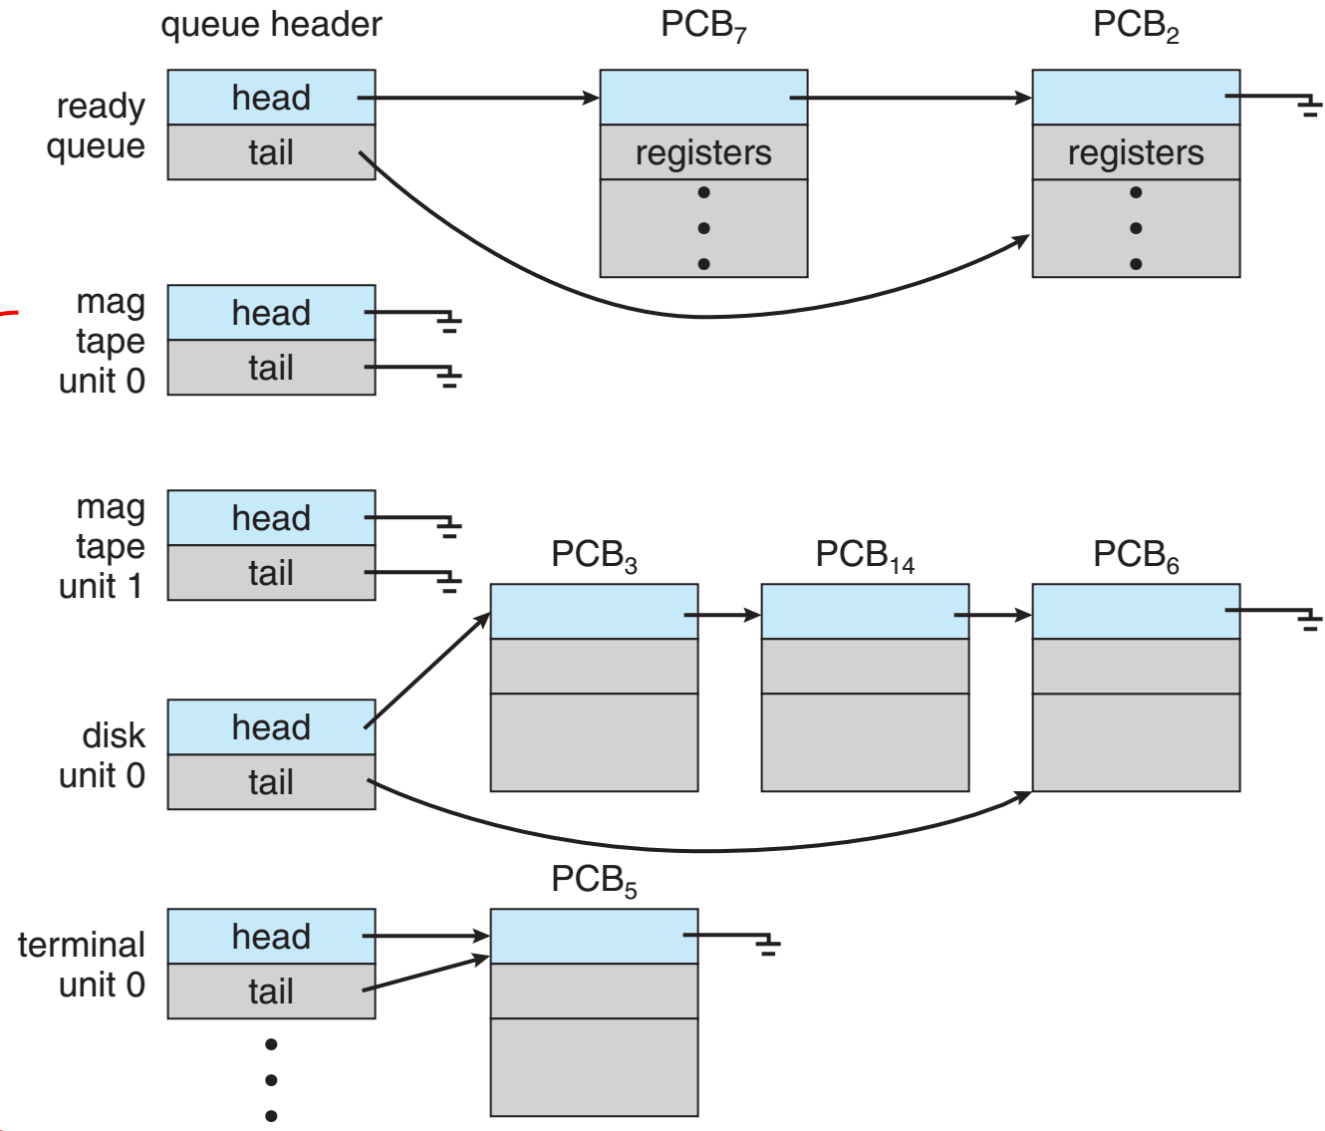 queue header
PCB7
PCB2
ready
queue
head
tail
registers
registers
mag
tape
unit 0
head
tail
mag
tape
unit 1
head
tail
PCB3
PCB14
PCB6
disk
unit 0
head
tail
PCB5
terminal
unit 0
head
tail